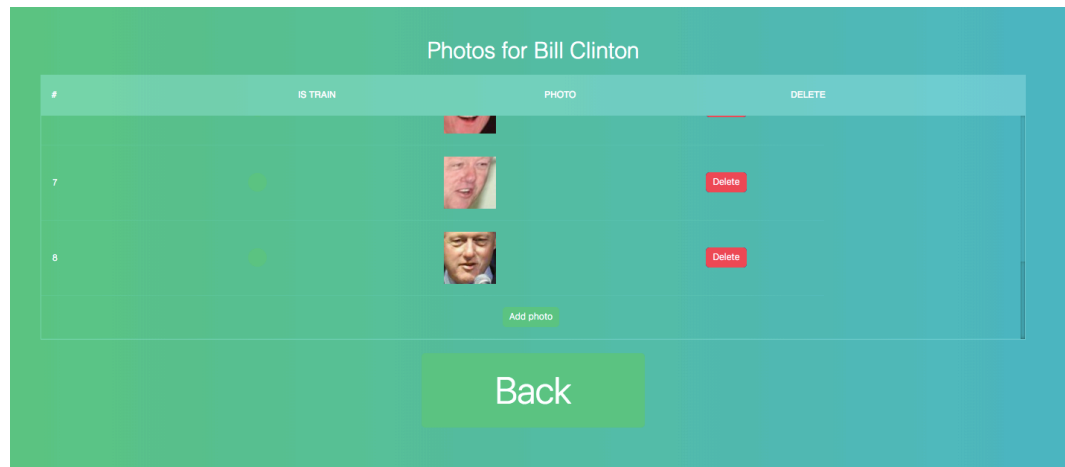 Photos for Bill Clinton
# IS TRAIN PHOTO DELETE
7 Delete
8 Delete
Add photo
Back